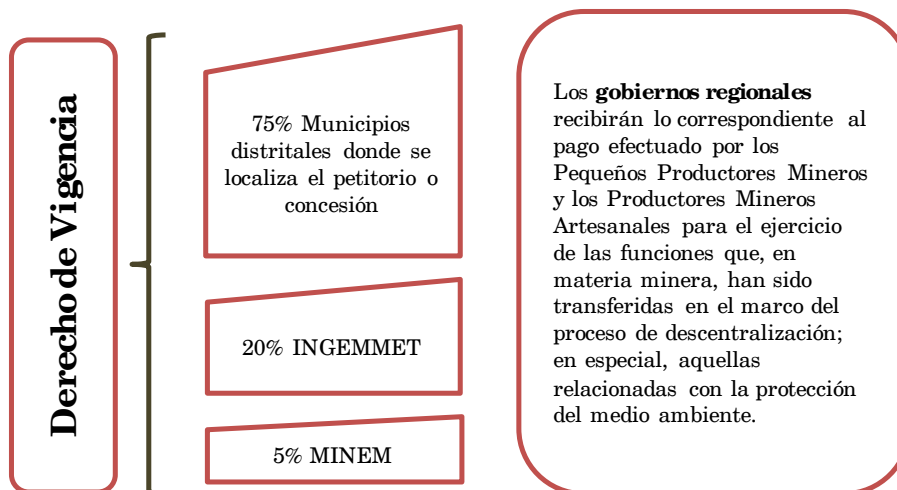 Derecho de Vigencia
75% Municipios
distritales donde se
localiza el petitorio o
concesión
20% INGEMMET
5% MINEM
Los gobiernos regionales
recibirán lo correspondiente al
pago efectuado por los
Pequeños Productores Mineros
y los Productores Mineros
Artesanales para el ejercicio
de las funciones que, en
materia minera, han sido
transferidas en el marco del
proceso de descentralización;
en especial, aquellas
relacionadas con la protección
del medio ambiente.